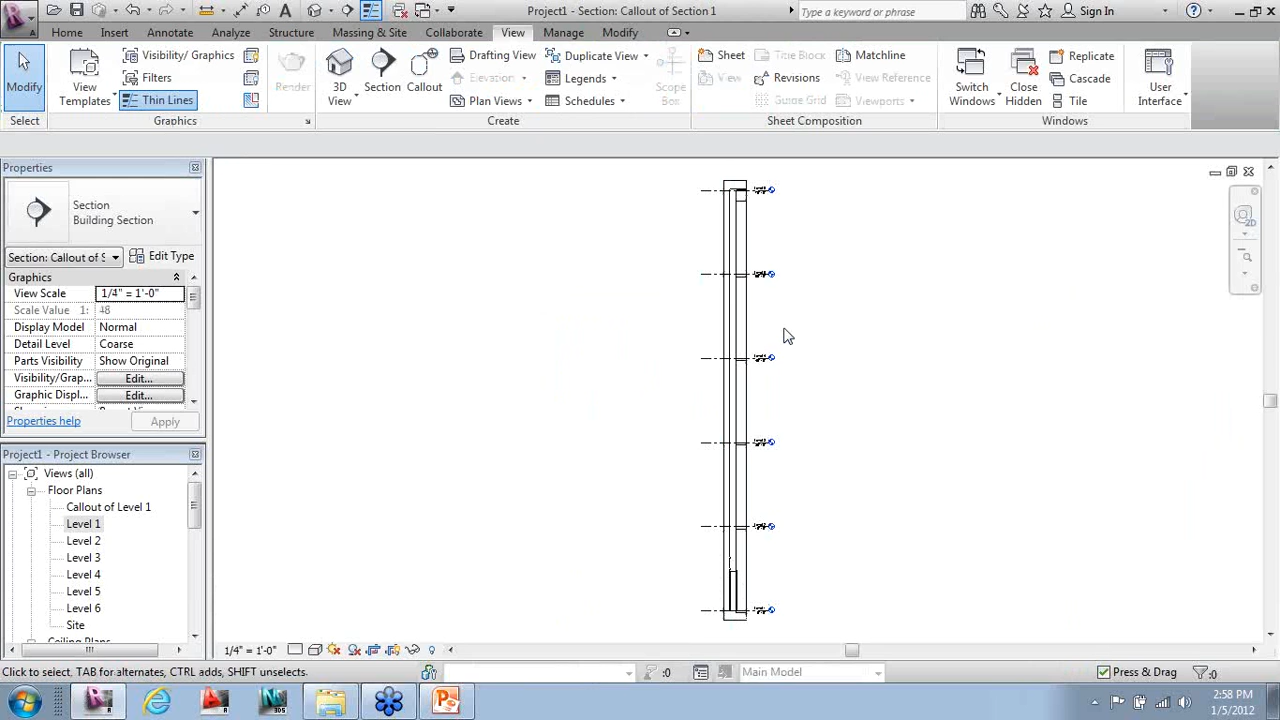 Project1 - Section: Callout of Section 1
Type a keyword or phrase
Sign In
Home Insert Annotate Analyze Structure Massing & Site Collaborate View Manage Modify
Modify
View Templates
Visibility/ Graphics
Filters
Thin Lines
Render
3D View
Section
Callout
Drafting View
Elevation
Plan Views
Duplicate View
Legends
Schedules
Scope Box
Sheet
View
Title Block
Revisions
Guide Grid
Matchline
View Reference
Viewports
Switch Windows
Close Hidden
Replicate
Cascade
Tile
User Interface
Select Graphics Create Sheet Composition Windows
Properties
Section
Building Section
Section: Callout of S
Edit Type
Graphics
View Scale 1/4" = 1'-0"
Scale Value 1: 48
Display Model Normal
Detail Level Coarse
Parts Visibility Show Original
Visibility/Grap... Edit...
Graphic Displ... Edit...
Properties help Apply
Project1 - Project Browser
Views (all)
Floor Plans
Callout of Level 1
Level 1
Level 2
Level 3
Level 4
Level 5
Level 6
Site
Ceiling Plans
2D
1/4" = 1'-0"
Click to select, TAB for alternates, CTRL adds, SHIFT unselects.
:0
Main Model
Press & Drag
:0
2:58 PM
1/5/2012